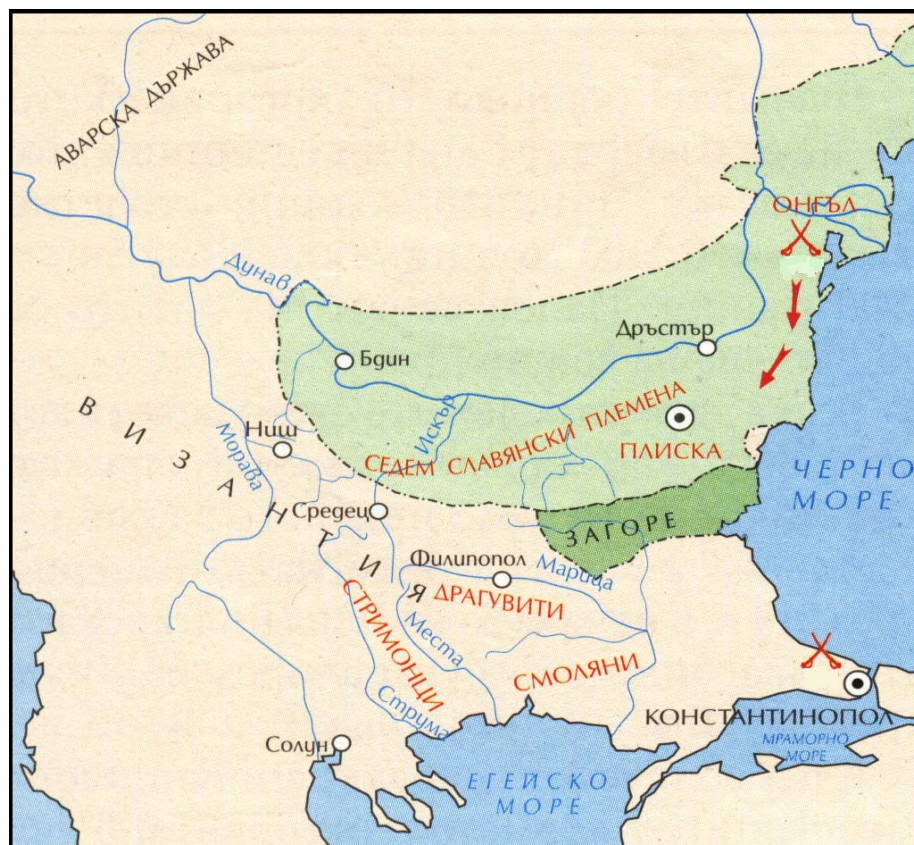 АВАРСКА ДЪРЖАВА
ОНГЪЛ
Дунав
Дръстър
Бдин
Искър
СЕДЕМ СЛАВЯНСКИ ПЛЕМЕНА
ПЛИСКА
ВИЗАНТИЯ
Ниш
Морава
ЧЕРНО
МОРЕ
Средец
ЗАГОРЕ
Филипопол
Марица
ДРАГУВИТИ
СТРИМОНЦИ
Места
СМОЛЯНИ
Струма
КОНСТАНТИНОПОЛ
МРАМОРНО
МОРЕ
Солун
ЕГЕЙСКО
МОРЕ